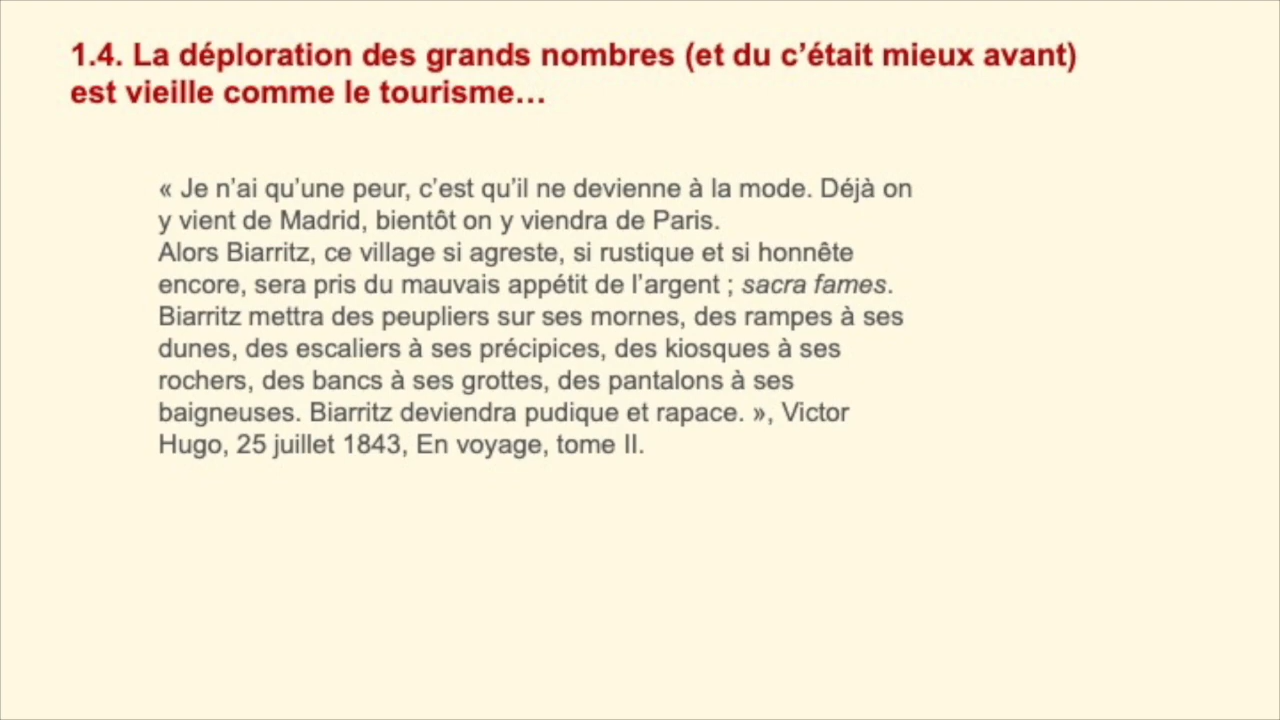 1.4. La déploration des grands nombres (et du c’était mieux avant)
est vieille comme le tourisme…
« Je n’ai qu’une peur, c’est qu’il ne devienne à la mode. Déjà on
y vient de Madrid, bientôt on y viendra de Paris.
Alors Biarritz, ce village si agreste, si rustique et si honnête
encore, sera pris du mauvais appétit de l’argent ; sacra fames.
Biarritz mettra des peupliers sur ses mornes, des rampes à ses
dunes, des escaliers à ses précipices, des kiosques à ses
rochers, des bancs à ses grottes, des pantalons à ses
baigneuses. Biarritz deviendra pudique et rapace. », Victor
Hugo, 25 juillet 1843, En voyage, tome II.